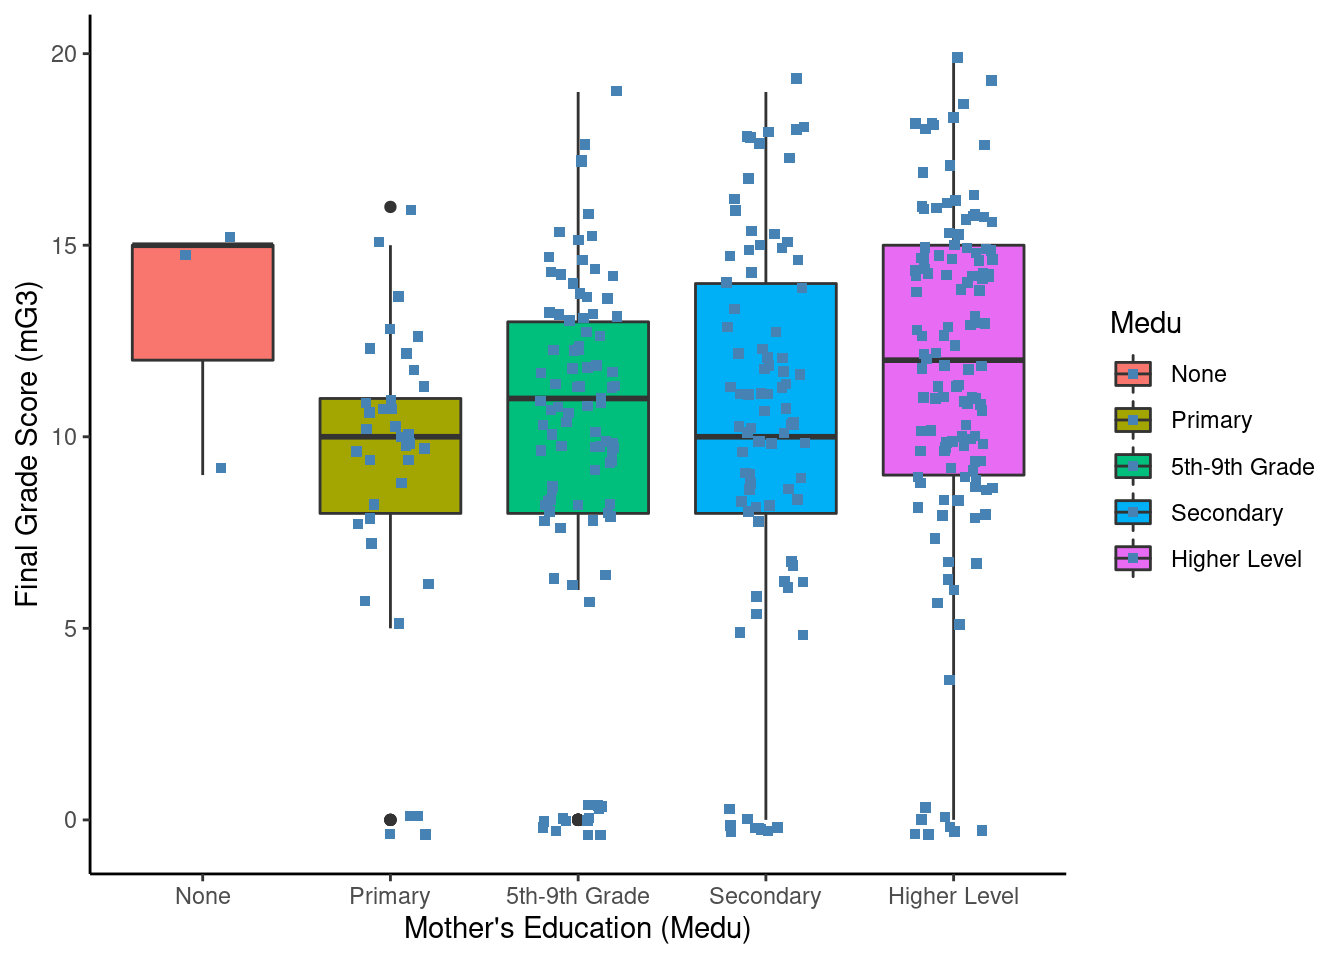 Final Grade Score (mG3)
20
15
10
5
0
None
Primary
5th-9th Grade
Secondary
Higher Level
Mother's Education (Medu)
Medu
None
Primary
5th-9th Grade
Secondary
Higher Level